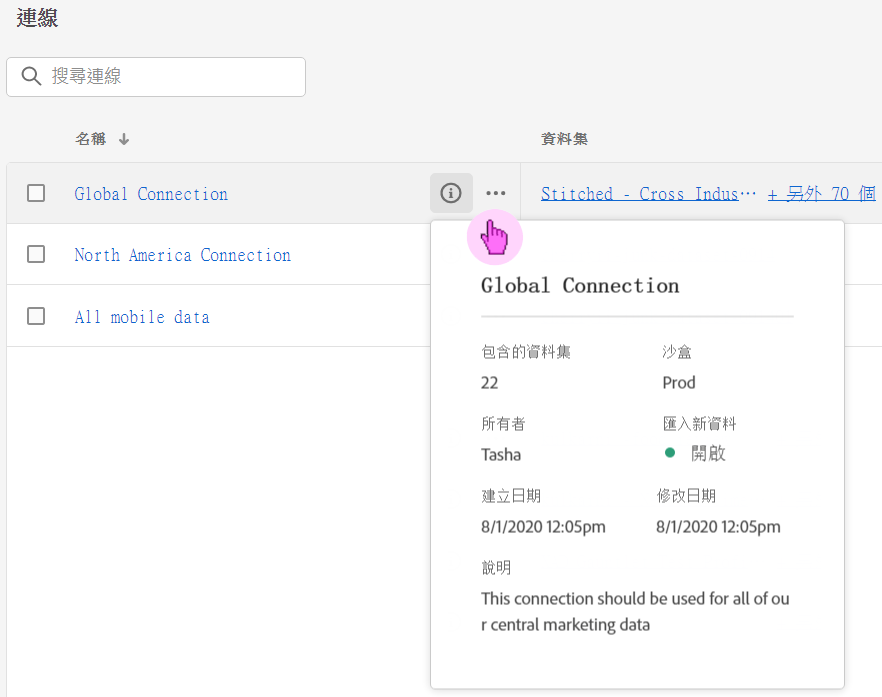 連線
搜尋連線
名稱 ↓ 資料集
Global Connection Stitched - Cross Indus… + 另外 70 個
North America Connection
All mobile data
Global Connection
包含的資料集 沙盒
22 Prod
所有者 匯入新資料
Tasha 開啟
建立日期 修改日期
8/1/2020 12:05pm 8/1/2020 12:05pm
說明
This connection should be used for all of ou
r central marketing data